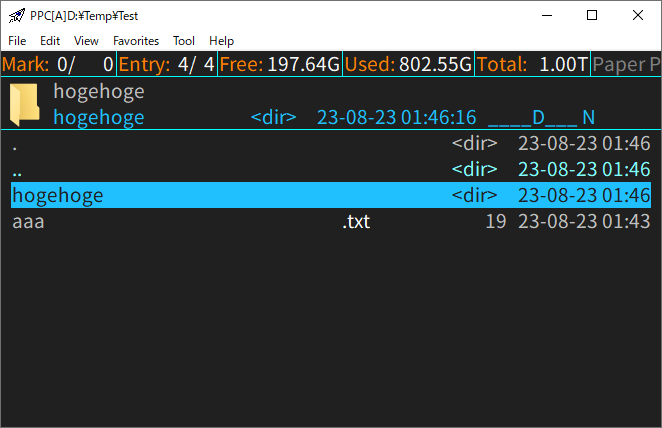 PPC[A]D:¥Temp¥Test
File Edit View Favorites Tool Help
Mark: 0/ 0 Entry: 4/ 4 Free: 197.64G Used: 802.55G Total: 1.00T Paper P
hogehoge
hogehoge <dir> 23-08-23 01:46:16 ____D___ N
. <dir> 23-08-23 01:46
.. <dir> 23-08-23 01:46
hogehoge <dir> 23-08-23 01:46
aaa .txt 19 23-08-23 01:43